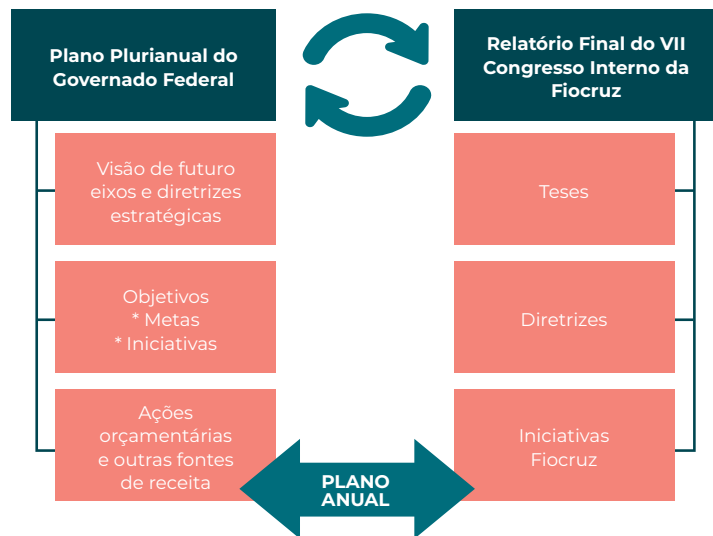 Plano Plurianual do
Governado Federal
Visão de futuro
eixos e diretrizes
estratégicas
Objetivos
* Metas
* Iniciativas
Ações
orçamentárias
e outras fontes
de receita
Relatório Final do VII
Congresso Interno da
Fiocruz
Teses
Diretrizes
Iniciativas
Fiocruz
PLANO
ANUAL